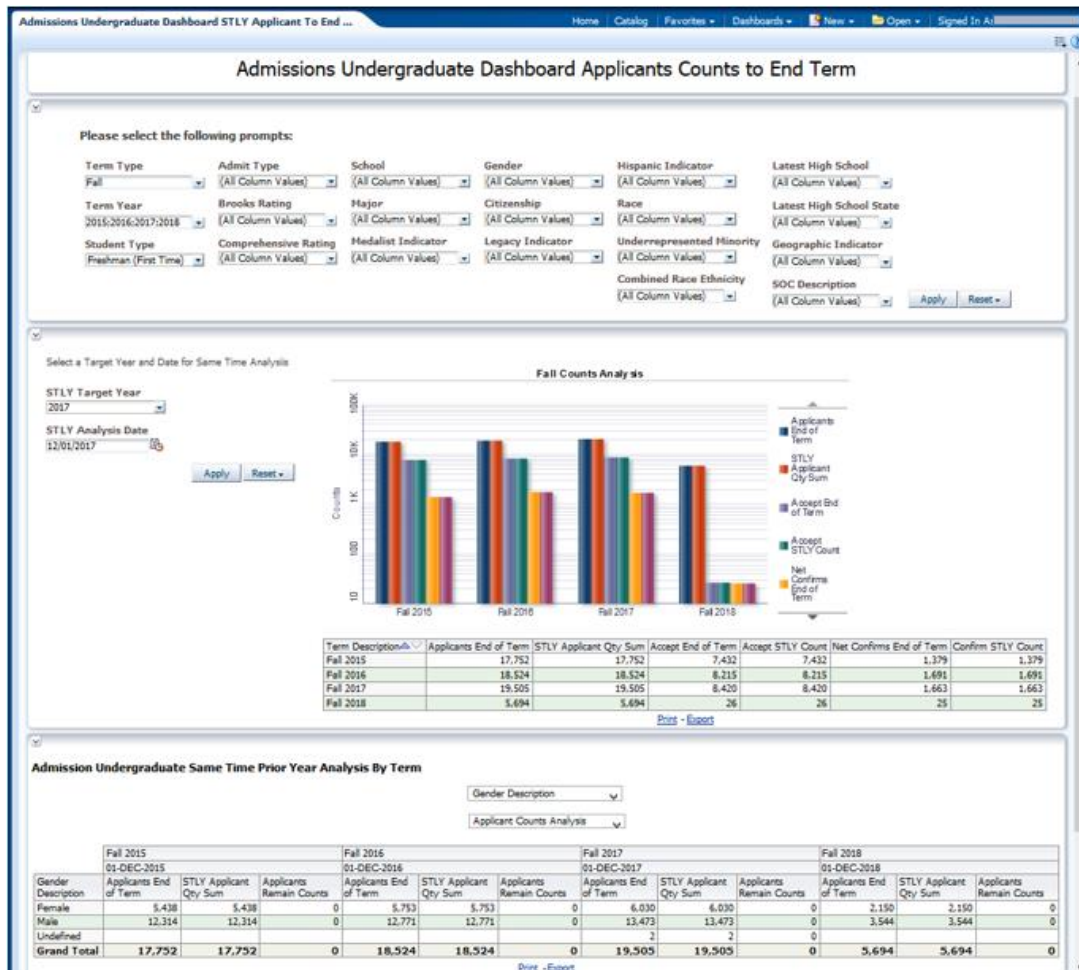 Admissions Undergraduate Dashboard STLY Applicant To End ...
Home Catalog Favorites Dashboards New Open Signed In As
Admissions Undergraduate Dashboard Applicants Counts to End Term
Please select the following prompts:
Term Type Admit Type School Gender Hispanic Indicator Latest High School
Fall (All Column Values) (All Column Values) (All Column Values) (All Column Values) (All Column Values)
Term Year Brooks Rating Major Citizenship Race Latest High School State
2015;2016;2017;2018 (All Column Values) (All Column Values) (All Column Values) (All Column Values) (All Column Values)
Student Type Comprehensive Rating Medalist Indicator Legacy Indicator Underrepresented Minority Geographic Indicator
Freshman (First Time) (All Column Values) (All Column Values) (All Column Values) (All Column Values) (All Column Values)
Combined Race Ethnicity SOC Description
(All Column Values) (All Column Values) Apply Reset
Select a Target Year and Date for Same Time Analysis
STLY Target Year
2017
STLY Analysis Date
12/01/2017
Apply Reset
Fall Counts Analysis
Counts
100K
10K
1K
100
10
Fall 2015 Fall 2016 Fall 2017 Fall 2018
Applicants
End of
Term
STLY
Applicant
Qty Sum
Accept End
of Term
Accept
STLY Count
Net
Confirms
End of
Term
Term Description Applicants End of Term STLY Applicant Qty Sum Accept End of Term Accept STLY Count Net Confirms End of Term Confirm STLY Count
Fall 2015 17,752 17,752 7,432 7,432 1,379 1,379
Fall 2016 18,524 18,524 8,215 8,215 1,691 1,691
Fall 2017 19,505 19,505 8,420 8,420 1,663 1,663
Fall 2018 5,694 5,694 26 26 25 25
Print - Export
Admission Undergraduate Same Time Prior Year Analysis By Term
Gender Description
Applicant Counts Analysis
Fall 2015 Fall 2016 Fall 2017 Fall 2018
01-DEC-2015 01-DEC-2016 01-DEC-2017 01-DEC-2018
Gender Applicants End STLY Applicant Applicants Applicants End STLY Applicant Applicants Applicants End STLY Applicant Applicants Applicants End STLY Applicant Applicants
Description of Term Qty Sum Remain Counts of Term Qty Sum Remain Counts of Term Qty Sum Remain Counts of Term Qty Sum Remain Counts
Female 5,438 5,438 0 5,753 5,753 0 6,030 6,030 0 2,150 2,150 0
Male 12,314 12,314 0 12,771 12,771 0 13,473 13,473 0 3,544 3,544 0
Undefined 2 2 0
Grand Total 17,752 17,752 0 18,524 18,524 0 19,505 19,505 0 5,694 5,694 0
Print - Export